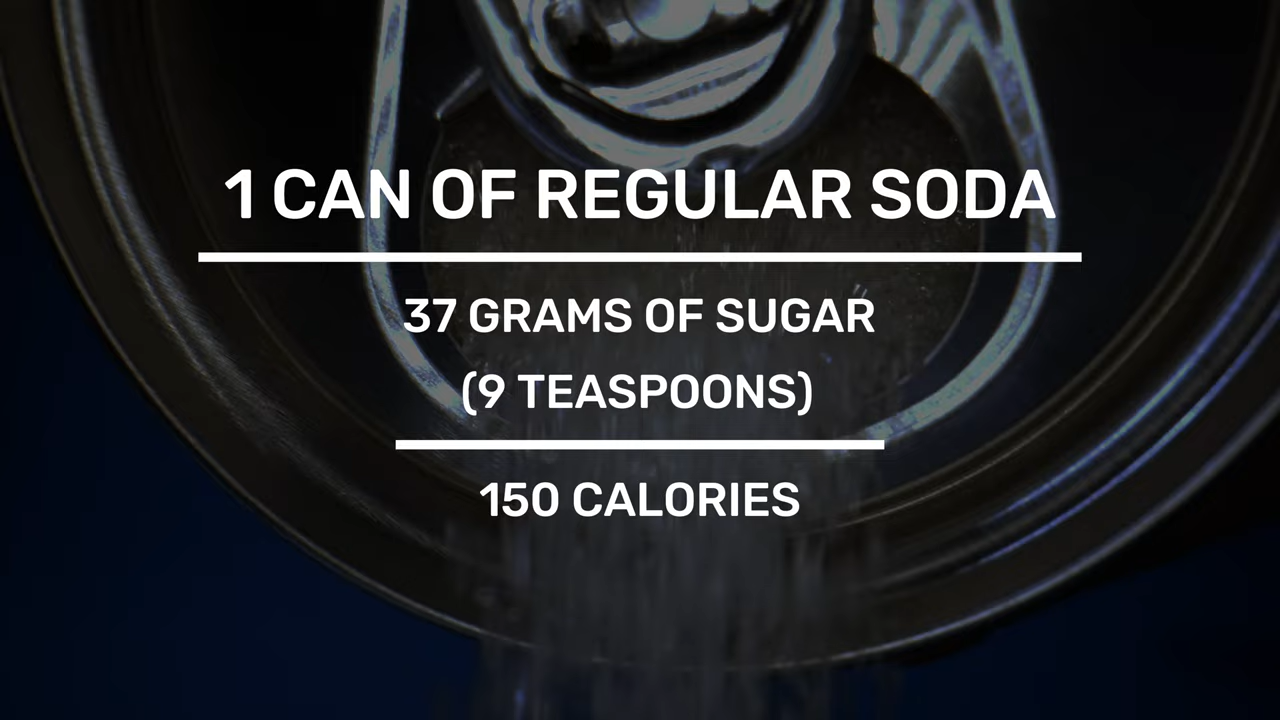 1 CAN OF REGULAR SODA
37 GRAMS OF SUGAR
(9 TEASPOONS)
150 CALORIES